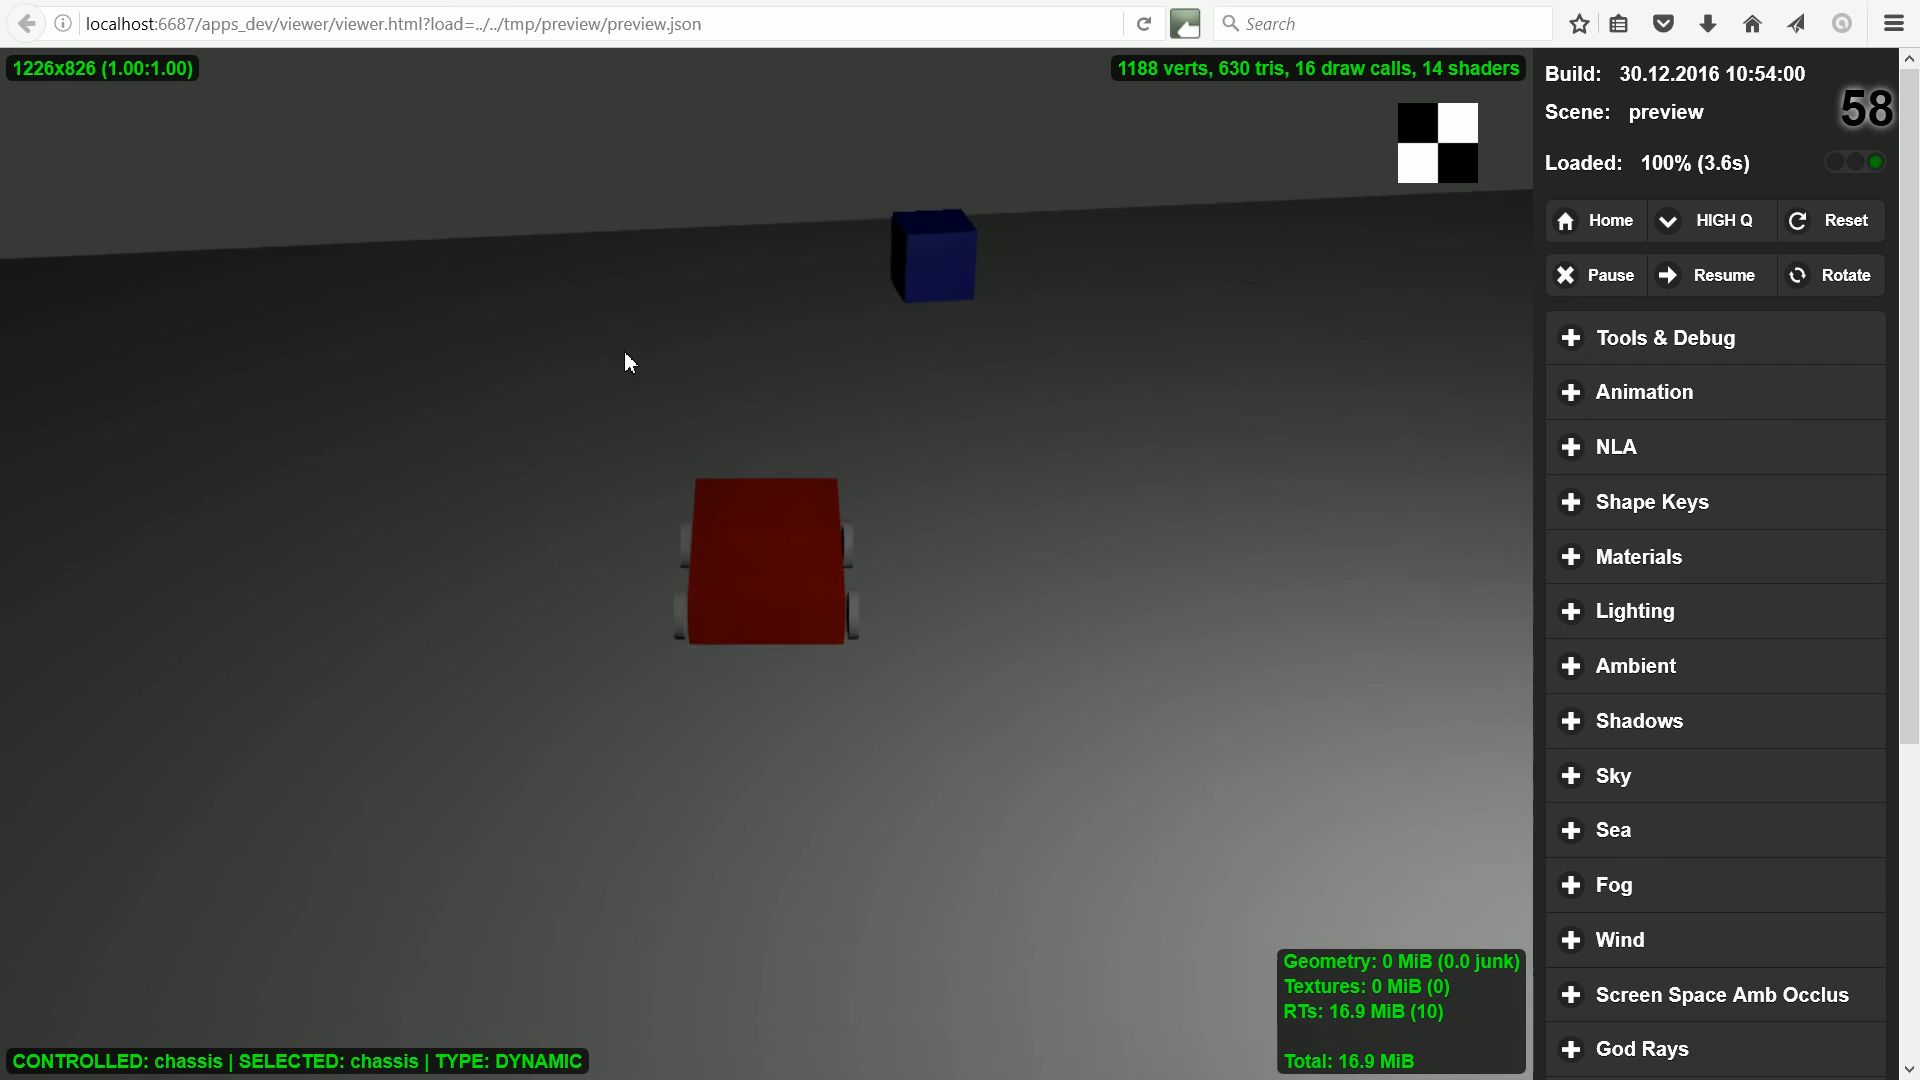 localhost:6687/apps_dev/viewer/viewer.html?load=../../tmp/preview/preview.json
Search
1226x826 (1.00:1.00)
1188 verts, 630 tris, 16 draw calls, 14 shaders
Build: 30.12.2016 10:54:00
Scene: preview
58
Loaded: 100% (3.6s)
Home HIGH Q Reset
Pause Resume Rotate
Tools & Debug
Animation
NLA
Shape Keys
Materials
Lighting
Ambient
Shadows
Sky
Sea
Fog
Wind
Screen Space Amb Occlus
God Rays
Geometry: 0 MiB (0.0 junk)
Textures: 0 MiB (0)
RTs: 16.9 MiB (10)
Total: 16.9 MiB
CONTROLLED: chassis | SELECTED: chassis | TYPE: DYNAMIC